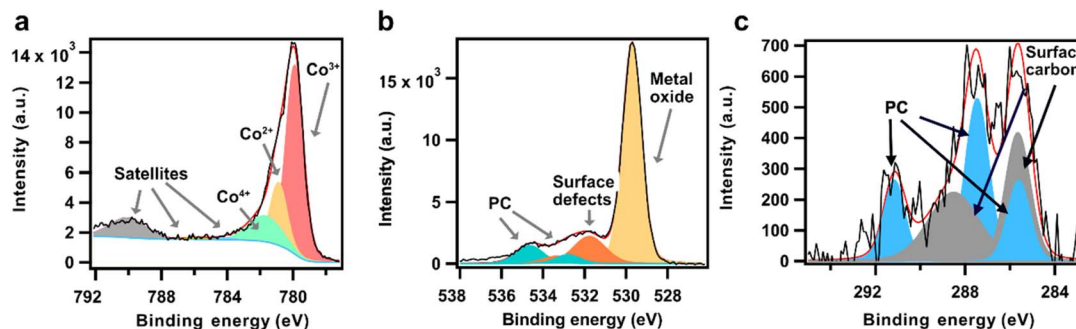 a
14 x 10³
12
10
8
6
4
2
0
Intensity (a.u.)
Co³⁺
Co²⁺
Co⁴⁺
Satellites
792
788
784
780
Binding energy (eV)
b
15 x 10³
10
5
0
Intensity (a.u.)
Metal
oxide
Surface
defects
PC
538
536
534
532
530
528
Binding energy (eV)
c
700
600
500
400
300
200
100
0
Intensity (a.u.)
Surface
carbon
PC
292
288
284
Binding energy (eV)